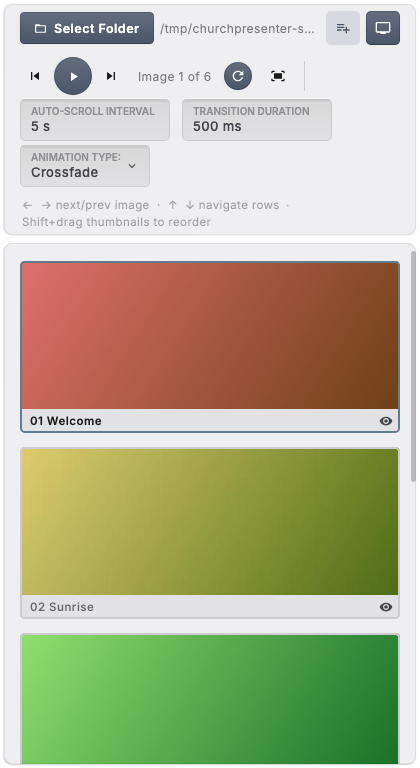 Select Folder
/tmp/churchpresenter-s...
Image 1 of 6
AUTO-SCROLL INTERVAL
5 s
TRANSITION DURATION
500 ms
ANIMATION TYPE:
Crossfade
← → next/prev image · ↑ ↓ navigate rows ·
Shift+drag thumbnails to reorder
01 Welcome
02 Sunrise